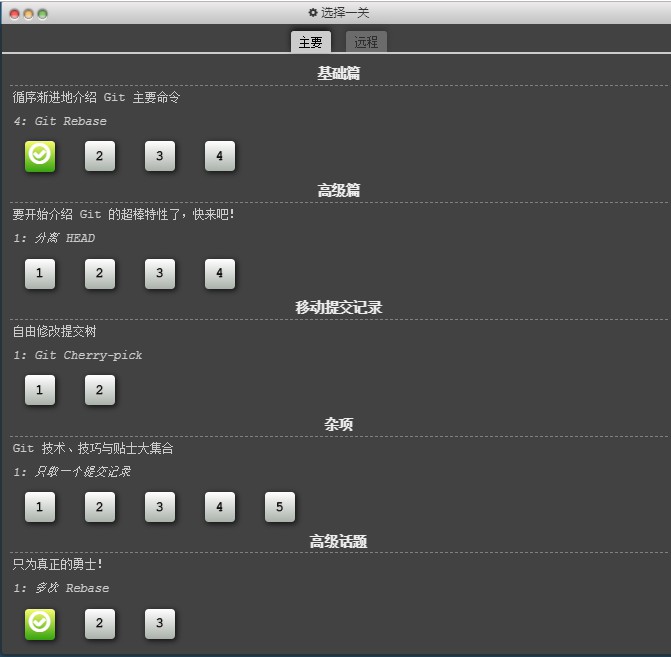 选择一关
主要 远程
基础篇
循序渐进地介绍 Git 主要命令
4: Git Rebase
2 3 4
高级篇
要开始介绍 Git 的超棒特性了，快来吧！
1: 分离 HEAD
1 2 3 4
移动提交记录
自由修改提交树
1: Git Cherry-pick
1 2
杂项
Git 技术、技巧与贴士大集合
1: 只取一个提交记录
1 2 3 4 5
高级话题
只为真正的勇士！
1: 多次 Rebase
2 3